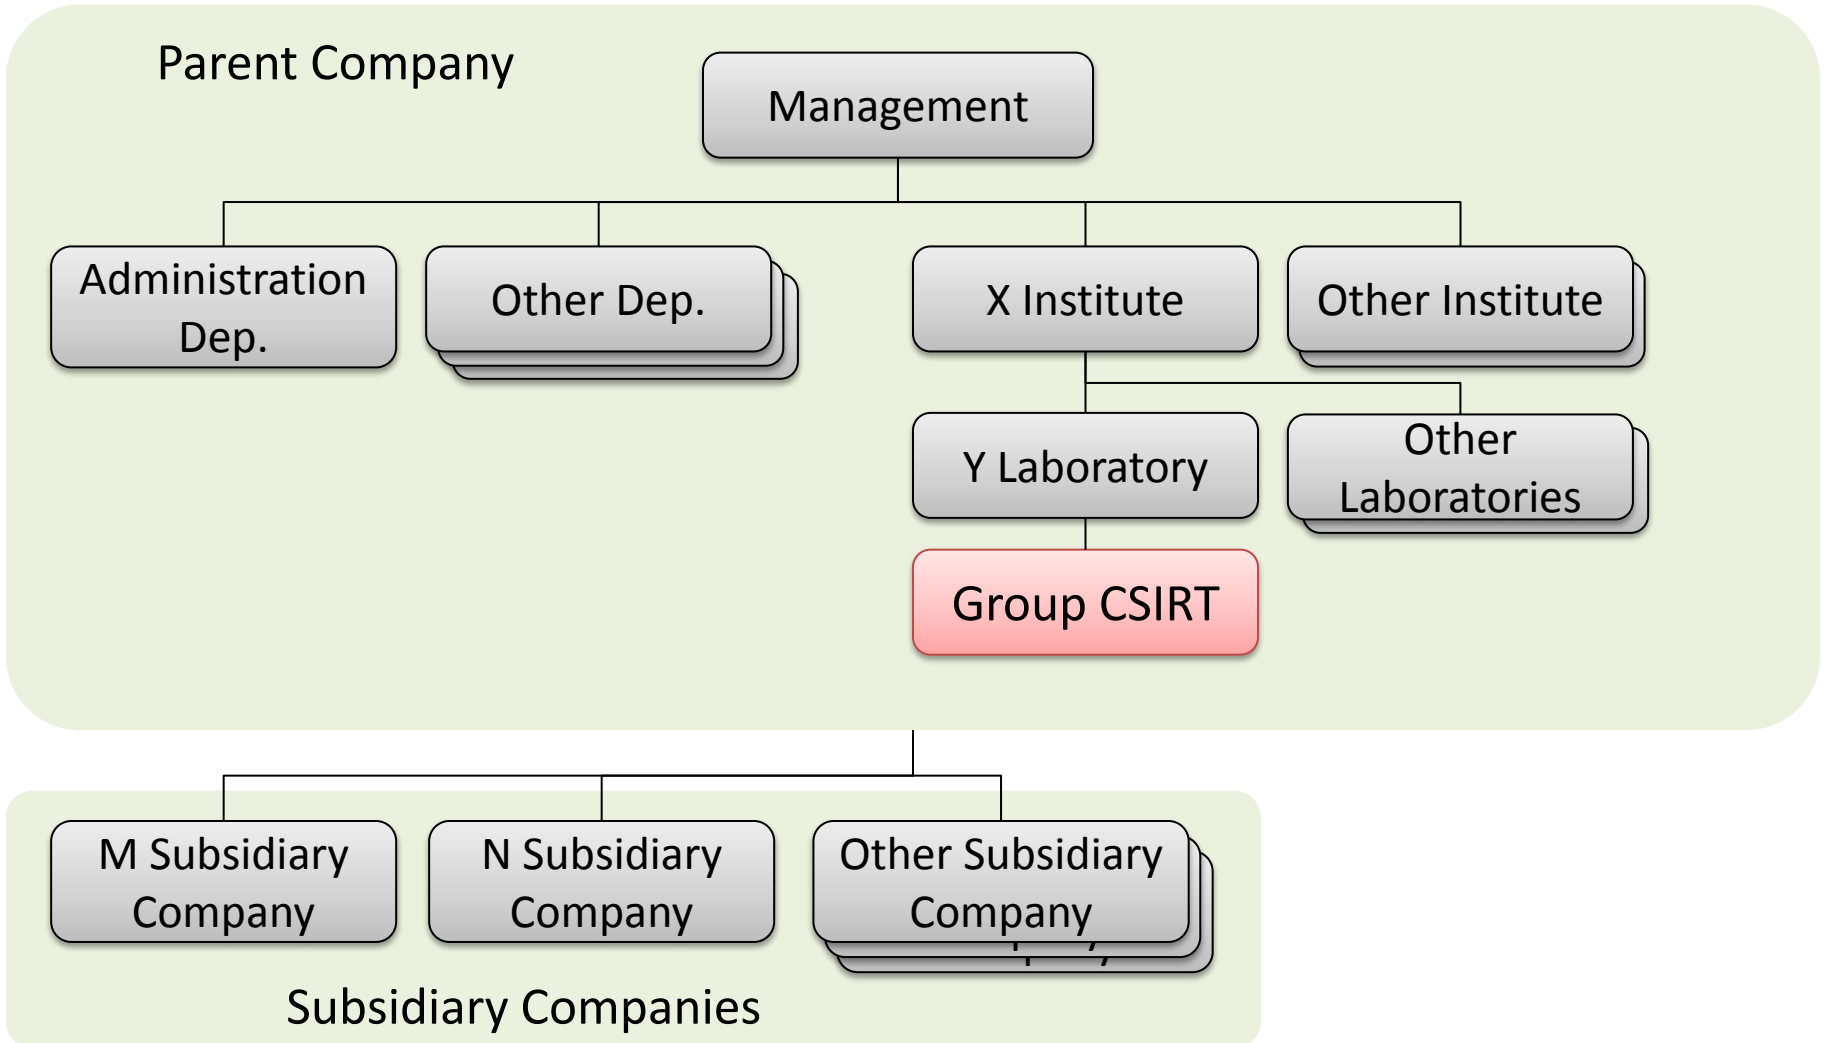 Parent Company
Management
Administration
Dep.
Other Dep.
X Institute
Other Institute
Y Laboratory
Other
Laboratories
Group CSIRT
M Subsidiary
Company
N Subsidiary
Company
Other Subsidiary
Company
Subsidiary Companies